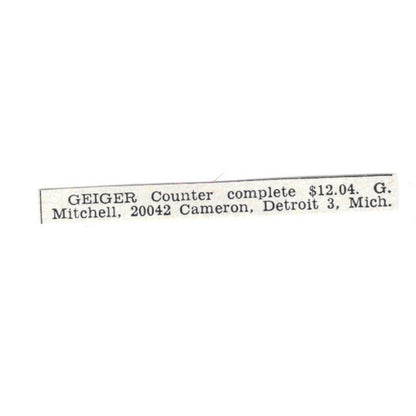 GEIGER Counter complete $12.04. G.
Mitchell, 20042 Cameron, Detroit 3, Mich.